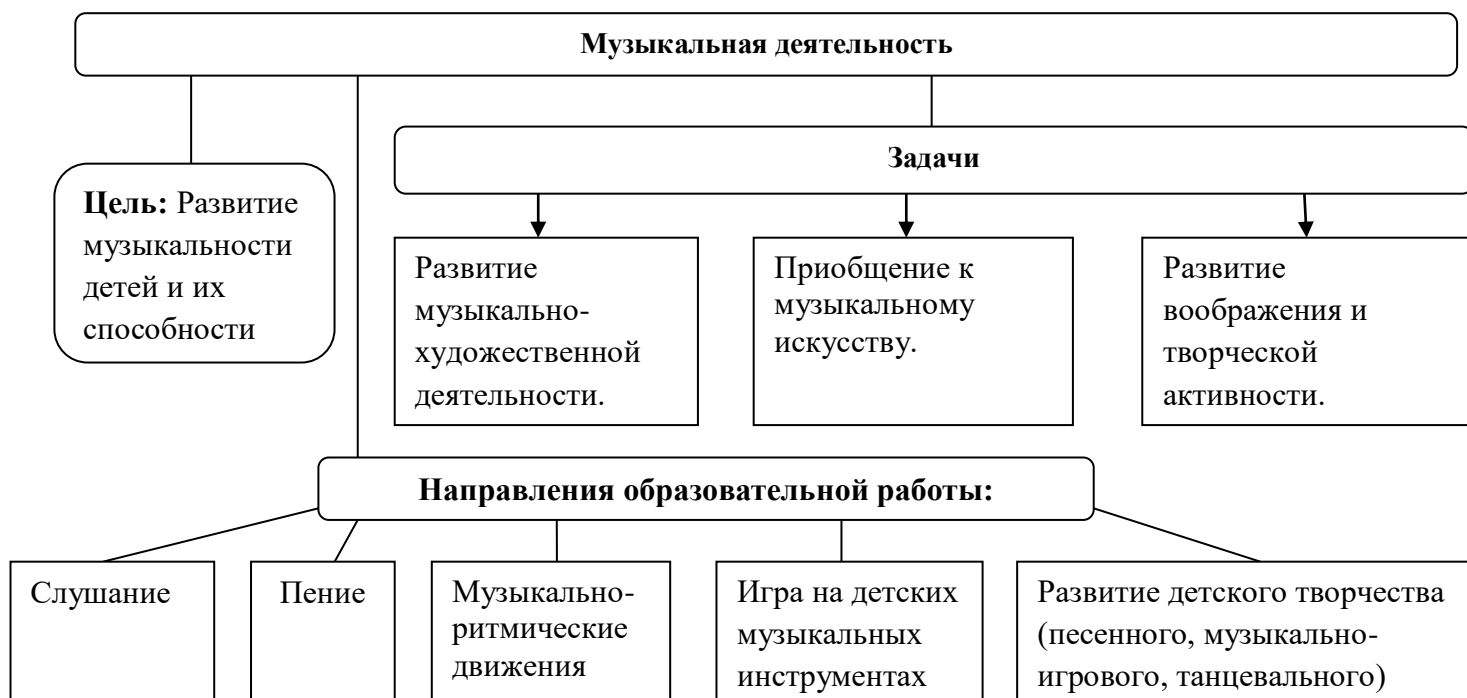 Музыкальная деятельность
Задачи
Цель: Развитие
музыкальности
детей и их
способности
Развитие
музыкально-
художественной
деятельности.
Приобщение к
музыкальному
искусству.
Развитие
воображения и
творческой
активности.
Направления образовательной работы:
Слушание
Пение
Музыкально-
ритмические
движения
Игра на детских
музыкальных
инструментах
Развитие детского творчества
(песенного, музыкально-
игрового, танцевального)